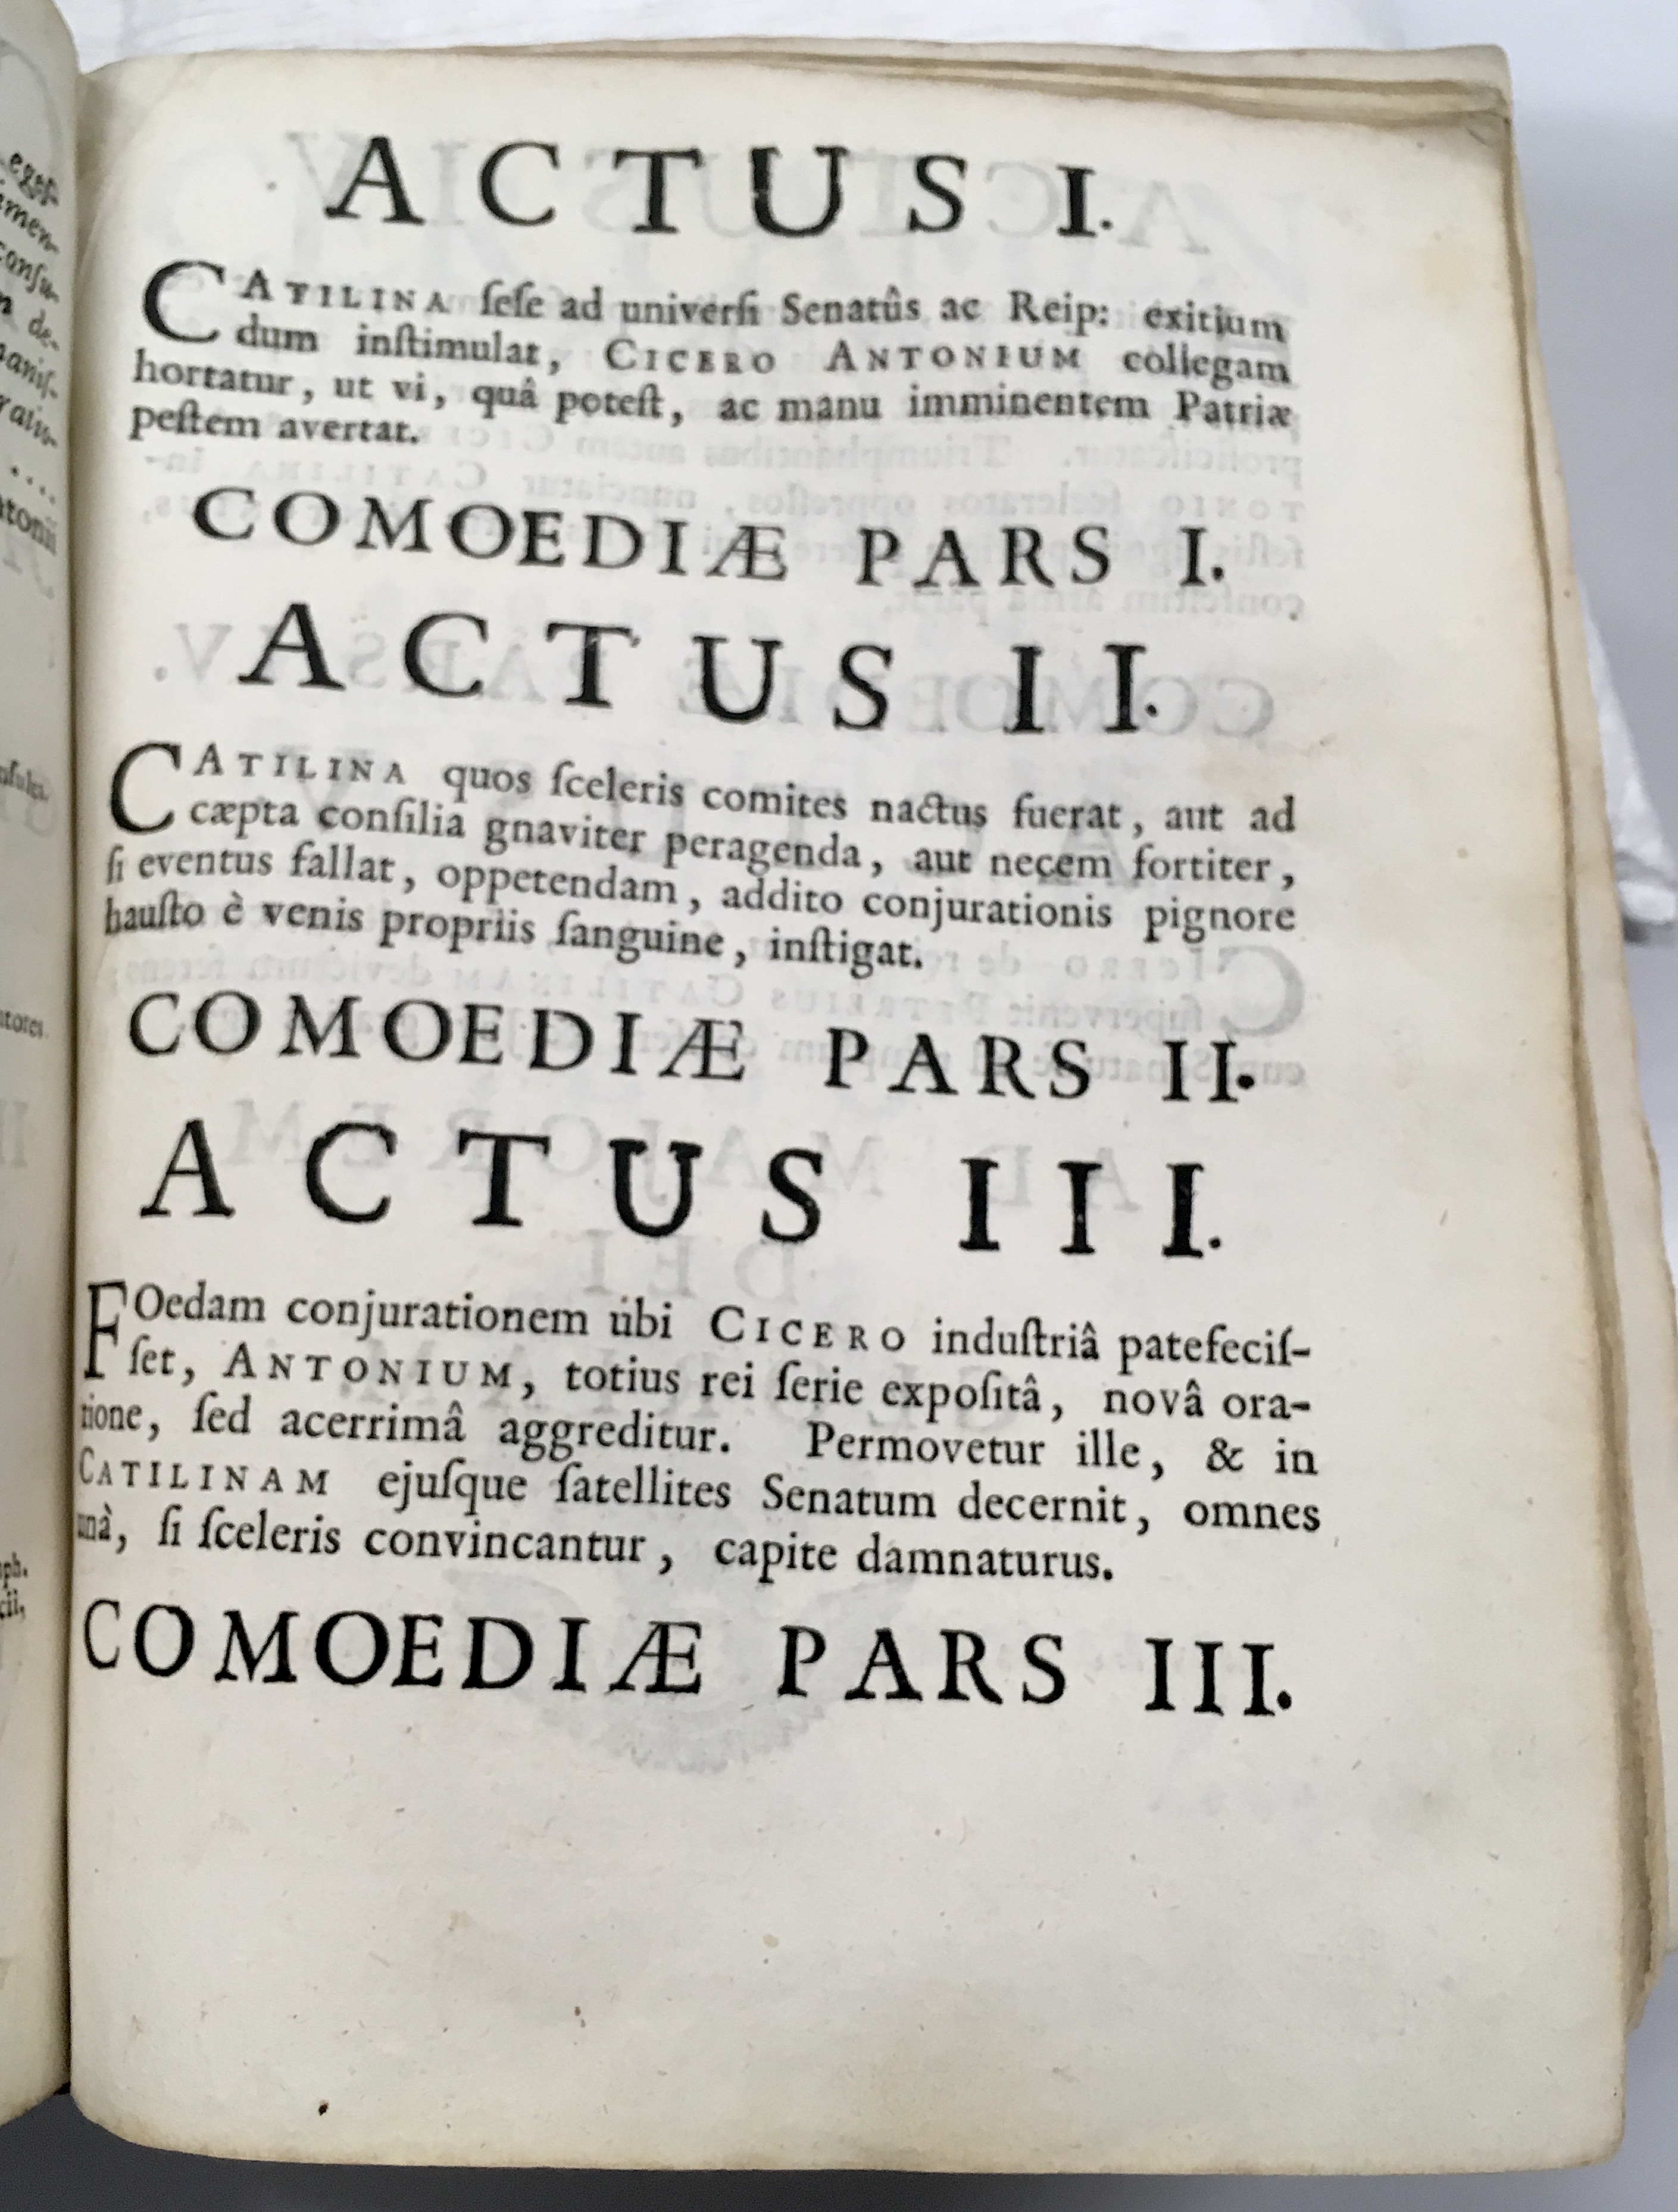 ACTUS I.
CATILINA ſeſe ad univerſi Senatûs ac Reip: exitium
dum inſtimulat, CICERO ANTONIUM collegam
hortatur, ut vi, quâ poteſt, ac manu imminentem Patriæ
peſtem avertat.
COMOEDIÆ PARS I.
ACTUS II.
CATILINA quos ſceleris comites nactus fuerat, aut ad
cæpta conſilia gnaviter peragenda, aut necem fortiter,
ſi eventus fallat, oppetendam, addito conjurationis pignore
hauſto è venis propriis ſanguine, inſtigat.
COMOEDIÆ PARS II.
ACTUS III.
FOedam conjurationem ubi CICERO induſtriâ patefeciſ-
ſet, ANTONIUM, totius rei ſerie expoſitâ, novâ ora-
tione, ſed acerrimâ aggreditur. Permovetur ille, & in
CATILINAM ejuſque ſatellites Senatum decernit, omnes
unà, ſi ſceleris convincantur, capite damnaturus.
COMOEDIÆ PARS III.